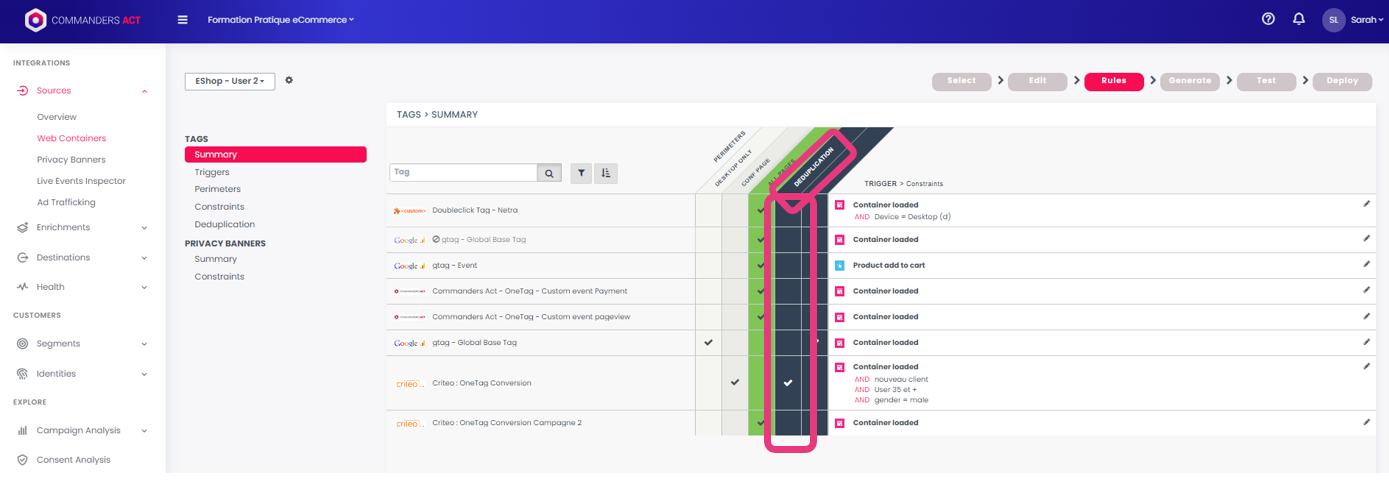 COMMANDERS ACT
Formation Pratique eCommerce
SL
Sarah
INTEGRATIONS
Sources
Overview
Web Containers
Privacy Banners
Live Events Inspector
Ad Trafficking
Enrichments
Destinations
Health
CUSTOMERS
Segments
Identities
EXPLORE
Campaign Analysis
Consent Analysis
EShop - User 2
Select
Edit
Rules
Generate
Test
Deploy
TAGS
Summary
Triggers
Perimeters
Constraints
Deduplication
PRIVACY BANNERS
Summary
Constraints
TAGS > SUMMARY
Tag
PERIMETERS
DESKTOP ONLY
CONF PAGE
ALL PAGES
DEDUPLICATION
TRIGGER > Constraints
custom
Doubleclick Tag - Netra
Container loaded
AND Device = Desktop (d)
Google
gtag - Global Base Tag
Container loaded
Google
gtag - Event
Product add to cart
COMMANDERS ACT
Commanders Act - OneTag - Custom event Payment
Container loaded
COMMANDERS ACT
Commanders Act - OneTag - Custom event pageview
Container loaded
Google
gtag - Global Base Tag
Container loaded
criteo
Criteo : OneTag Conversion
Container loaded
AND nouveau client
AND User 35 et +
AND gender = male
criteo
Criteo : OneTag Conversion Campagne 2
Container loaded